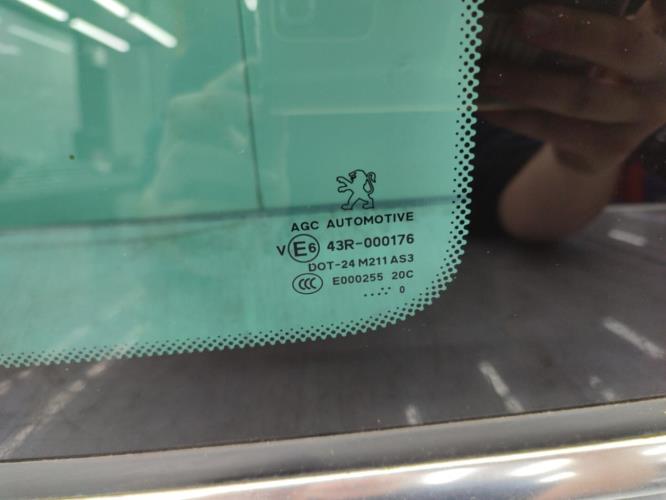 AGC AUTOMOTIVE
V E6 43R-000176
DOT-24 M211 AS3
CCC E000255 20C
..... 0